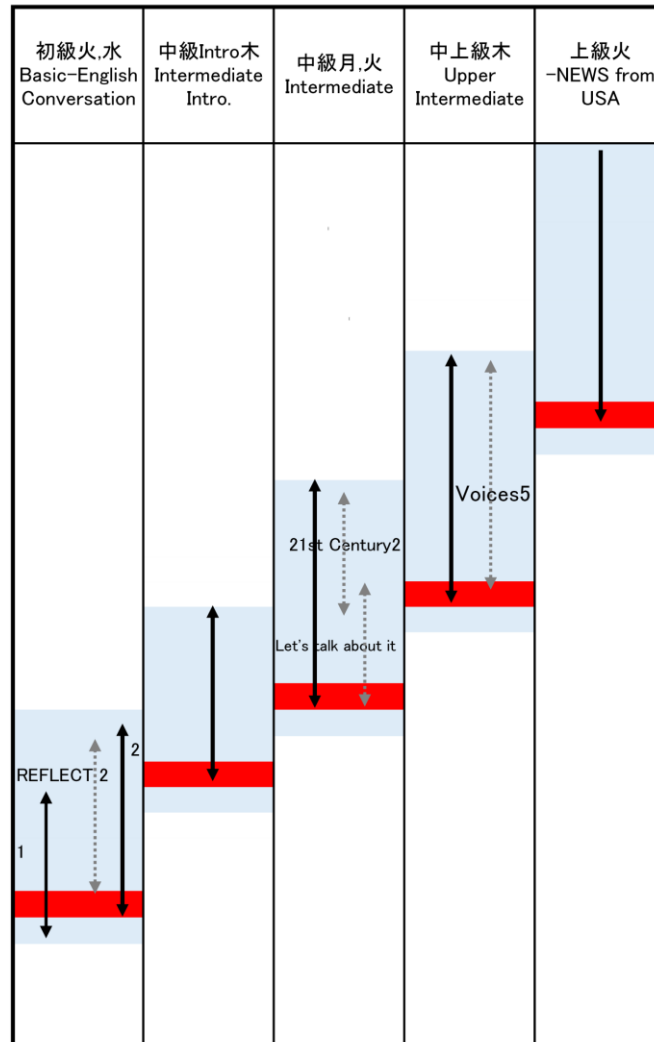 初級火,水
Basic-English
Conversation
中級Intro木
Intermediate
Intro.
中級月,火
Intermediate
中上級木
Upper
Intermediate
上級火
-NEWS from
USA
Voices5
21st Century2
Let's talk about it
2
REFLECT 2
1